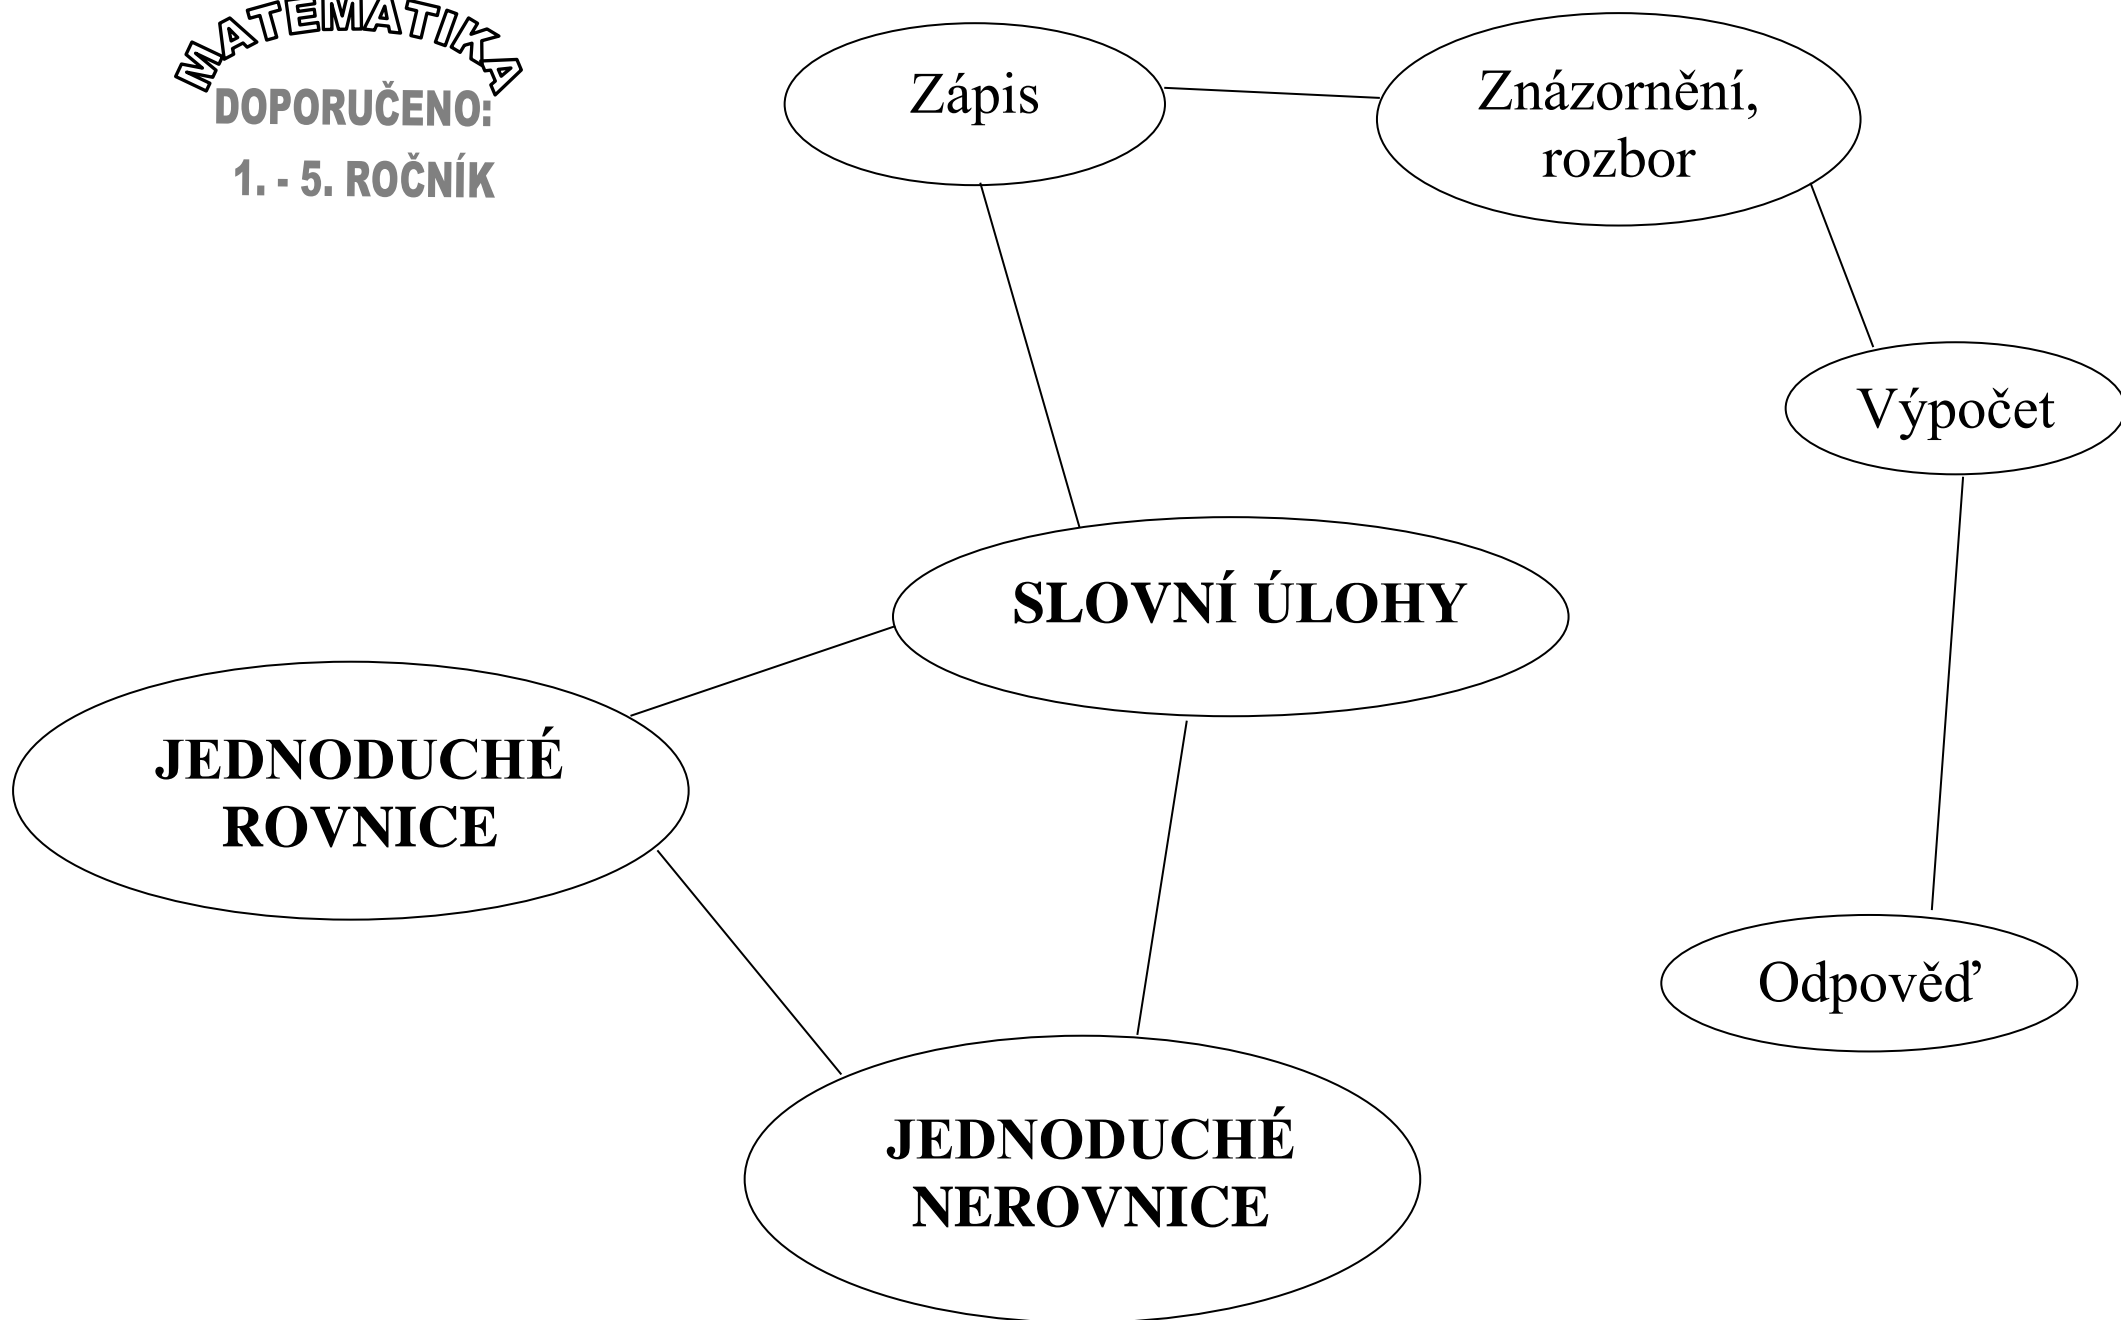 MATEMATIKA
DOPORUČENO:
1. - 5. ROČNÍK
Zápis
Znázornění,
rozbor
Výpočet
SLOVNÍ ÚLOHY
JEDNODUCHÉ
ROVNICE
Odpověď
JEDNODUCHÉ
NEROVNICE